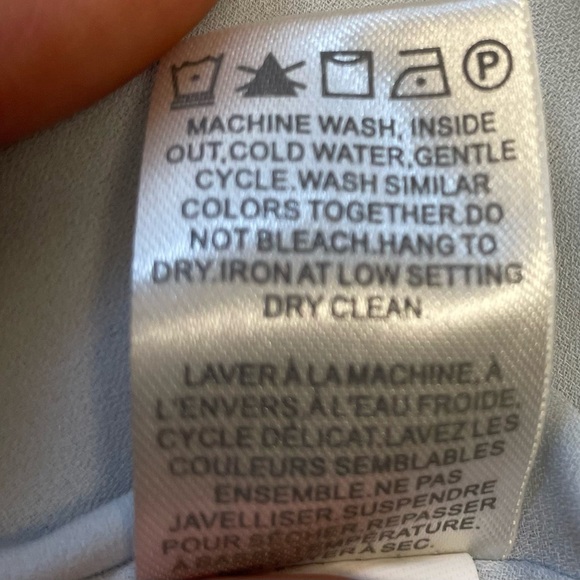 P
MACHINE WASH, INSIDE
OUT,COLD WATER,GENTLE
CYCLE.WASH SIMILAR
COLORS TOGETHER.DO
NOT BLEACH.HANG TO
DRY.IRON AT LOW SETTING
DRY CLEAN
LAVER À LA MACHINE, À
L'ENVERS, À L'EAU FROIDE,
CYCLE DÉLICAT.LAVEZ LES
COULEURS SEMBLABLES
ENSEMBLE.NE PAS
JAVELLISER.SUSPENDRE
POUR SÉCHER.REPASSER
TEMPÉRATURE.
À SEC.